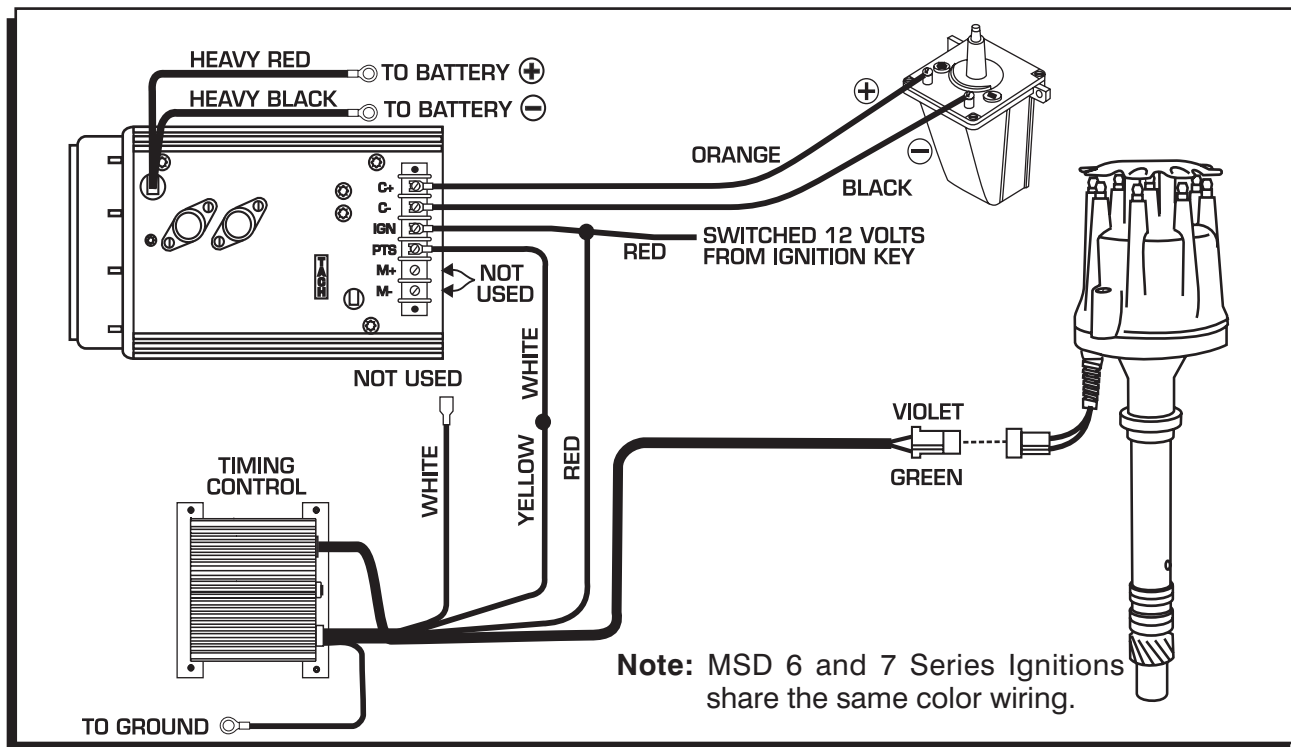 HEAVY RED
TO BATTERY +
HEAVY BLACK
TO BATTERY −
+
ORANGE
−
BLACK
C+
C-
IGN
PTS
M+
M-
TACH
NOT
USED
RED
SWITCHED 12 VOLTS
FROM IGNITION KEY
NOT USED
WHITE
WHITE
YELLOW
RED
VIOLET
GREEN
TIMING
CONTROL
TO GROUND
Note: MSD 6 and 7 Series Ignitions
share the same color wiring.